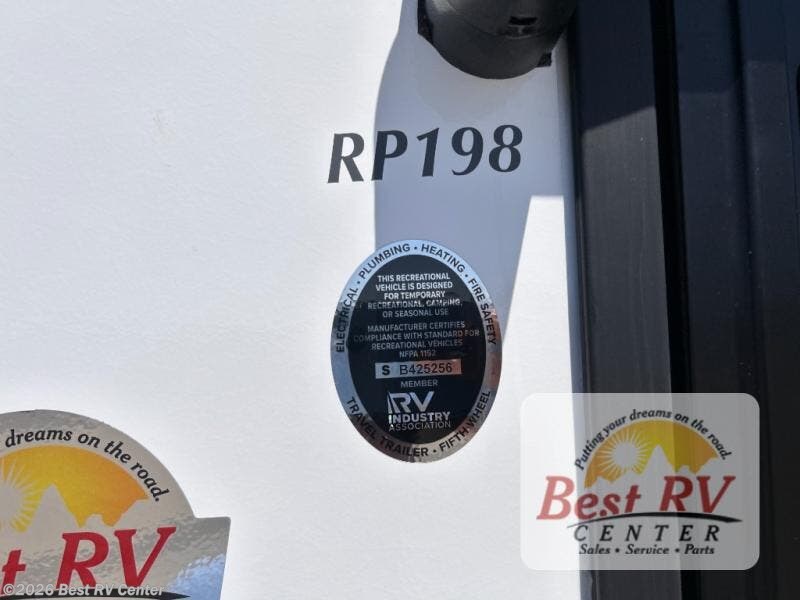 RP198
ELECTRICAL • PLUMBING • HEATING • FIRE SAFETY
THIS RECREATIONAL
VEHICLE IS DESIGNED
FOR TEMPORARY
RECREATIONAL, CAMPING,
OR SEASONAL USE
MANUFACTURER CERTIFIES
COMPLIANCE WITH STANDARD FOR
RECREATIONAL VEHICLES
NFPA 1192
S B425256
MEMBER
RV
INDUSTRY
ASSOCIATION
TRAVEL TRAILER • FIFTH WHEEL
dreams on the road.
t RV
Putting your dreams on the road.
Best RV
CENTER
Sales • Service • Parts
©2026 Best RV Center